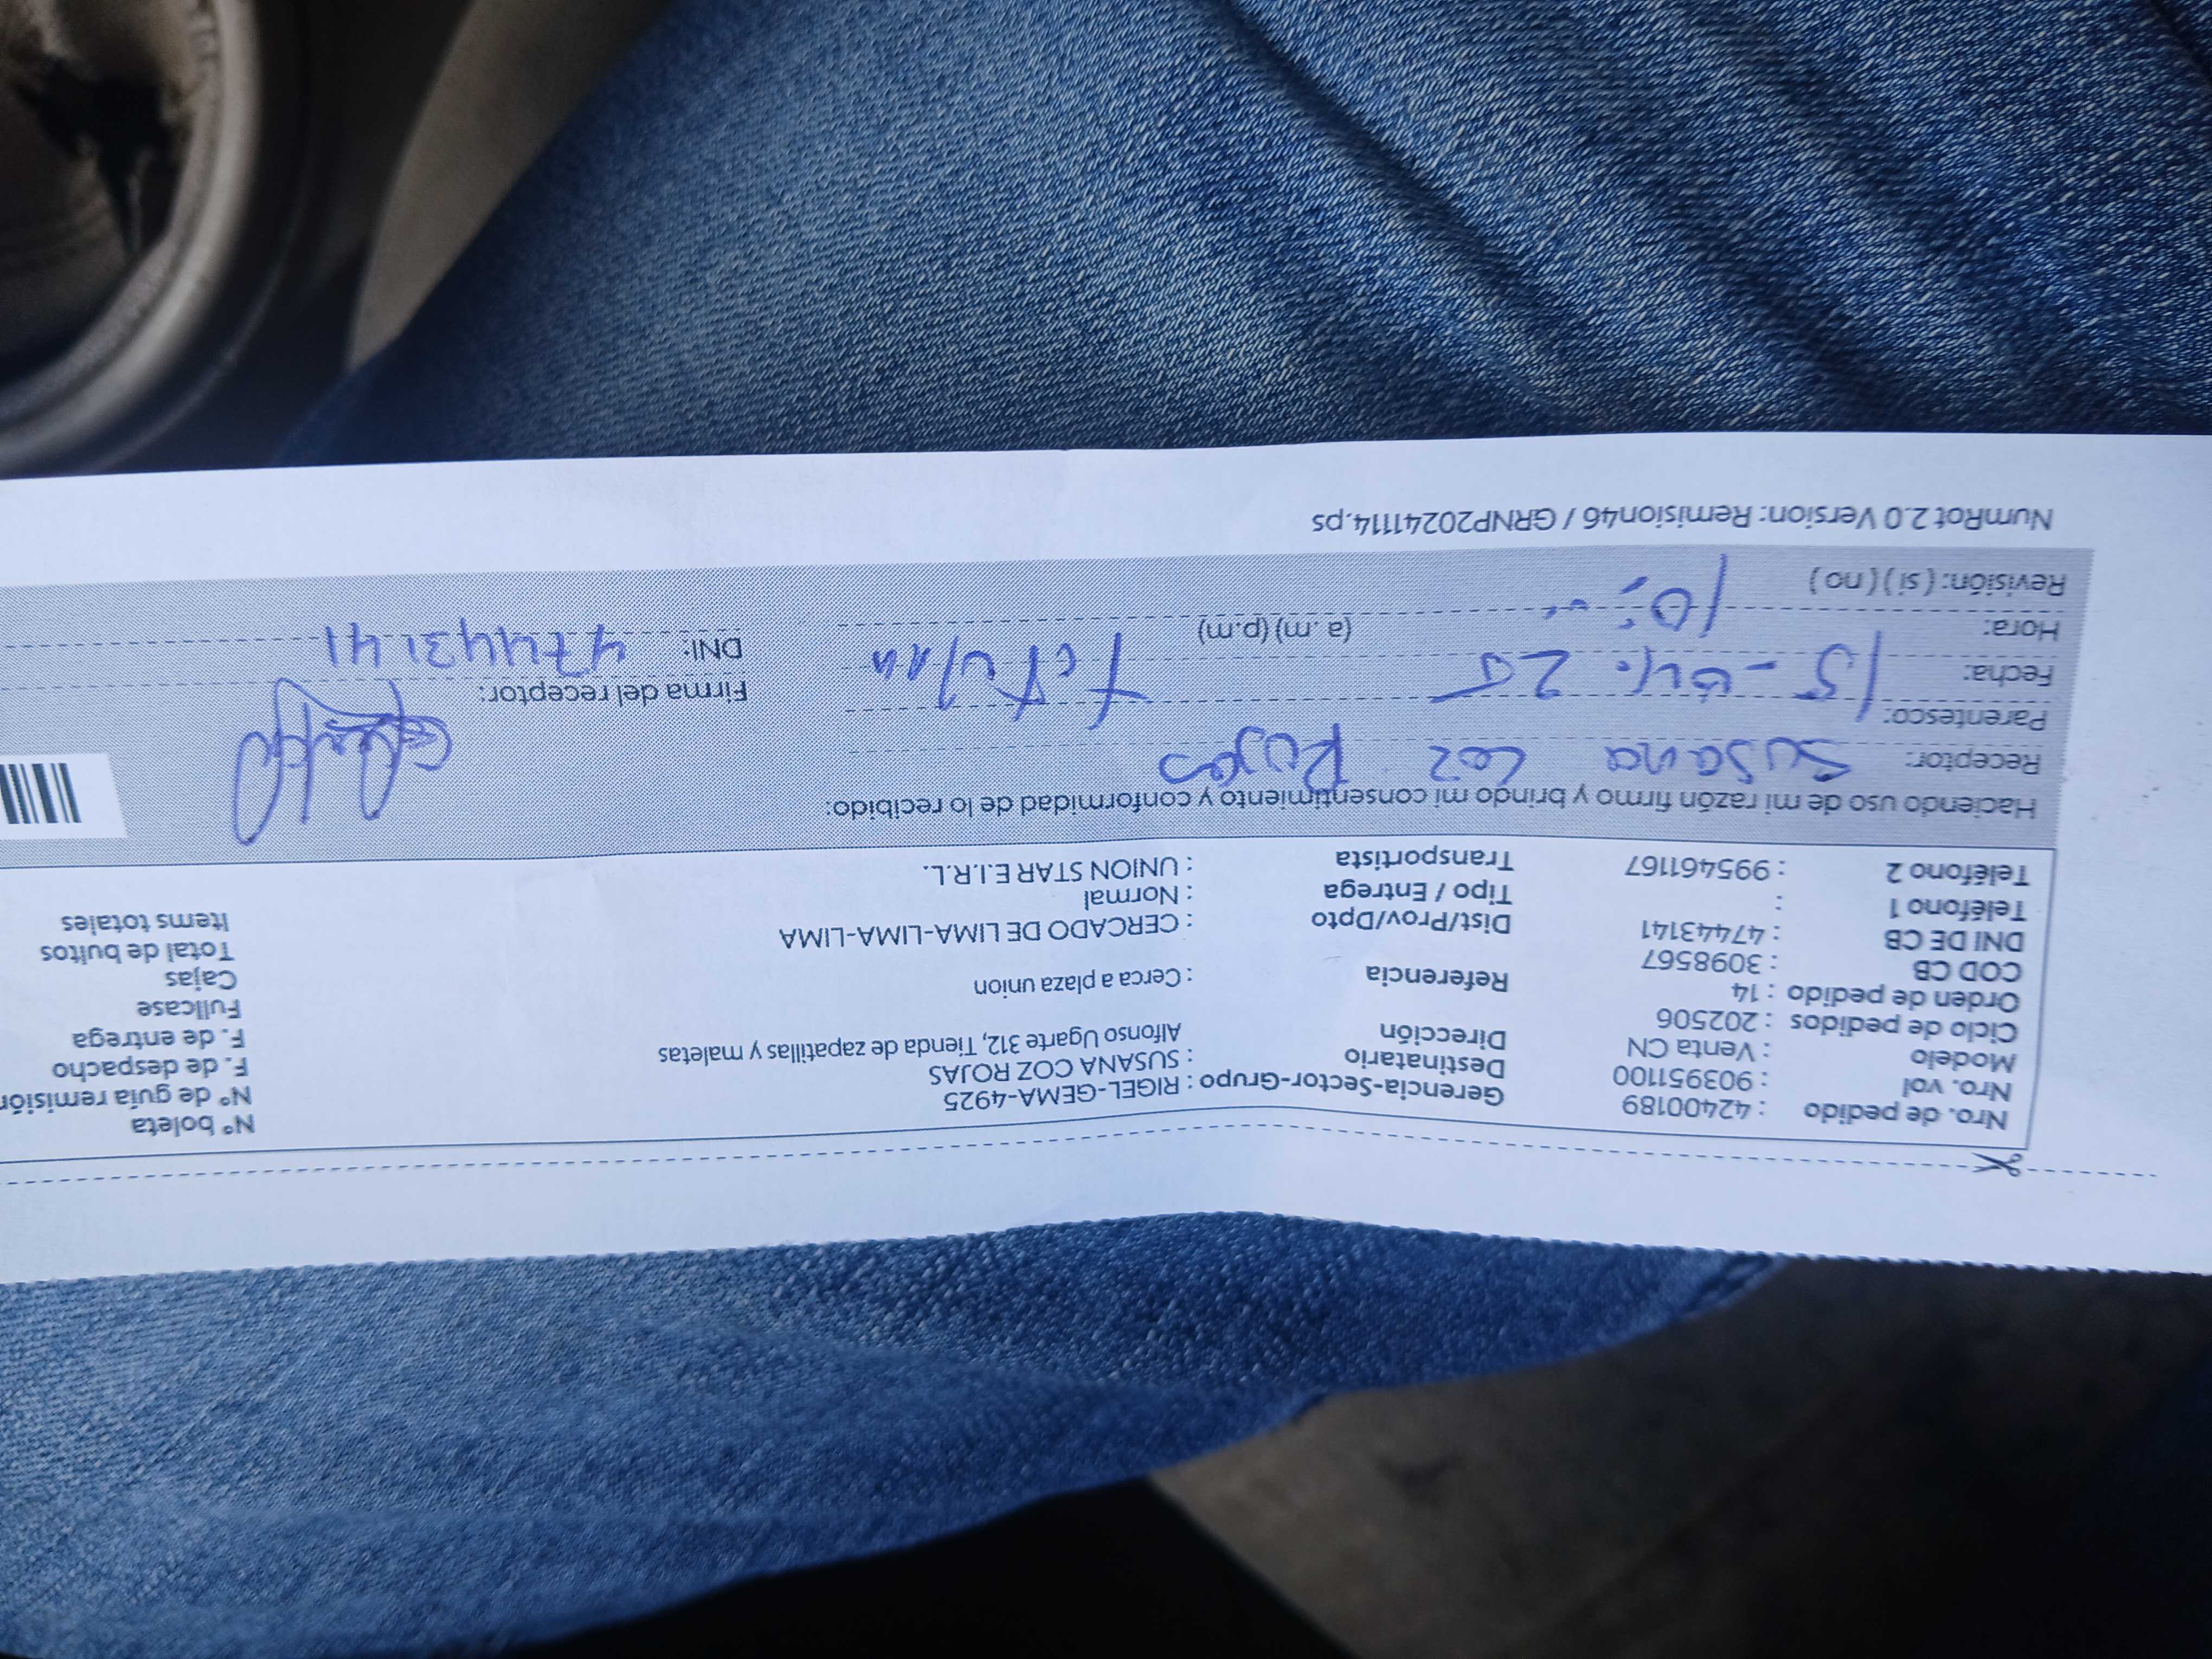 Nro. de pedido : 42400189 Gerencia-Sector-Grupo : RIGEL-GEMA-4925 N° boleta
Nro. vol : 903951100 Destinatario : SUSANA COZ ROJAS N° de guía remisión
Modelo : Venta CN Dirección Alfonso Ugarte 312, Tienda de zapatillas y maletas F. de despacho
Ciclo de pedidos : 202506 F. de entrega
Orden de pedido : 14 Referencia : Cerca a plaza union Fullcase
COD CB : 3098567 Cajas
DNI DE CB : 47443141 Dist/Prov/Dpto : CERCADO DE LIMA-LIMA-LIMA Total de bultos
Teléfono 1 : Tipo / Entrega : Normal Items totales
Teléfono 2 : 995461167 Transportista : UNION STAR E.I.R.L.
Haciendo uso de mi razón firmo y brindo mi consentimiento y conformidad de lo recibido:
Receptor: Susana Coz Rojas
Parentesco: Firma del receptor:
Fecha: 15-04-25 DNI: 47443141
Hora: 10: (a .m) (p.m)
Revisión: ( si ) ( no )
NumRot 2.0 Version: Remision46 / GRNP20241114.ps